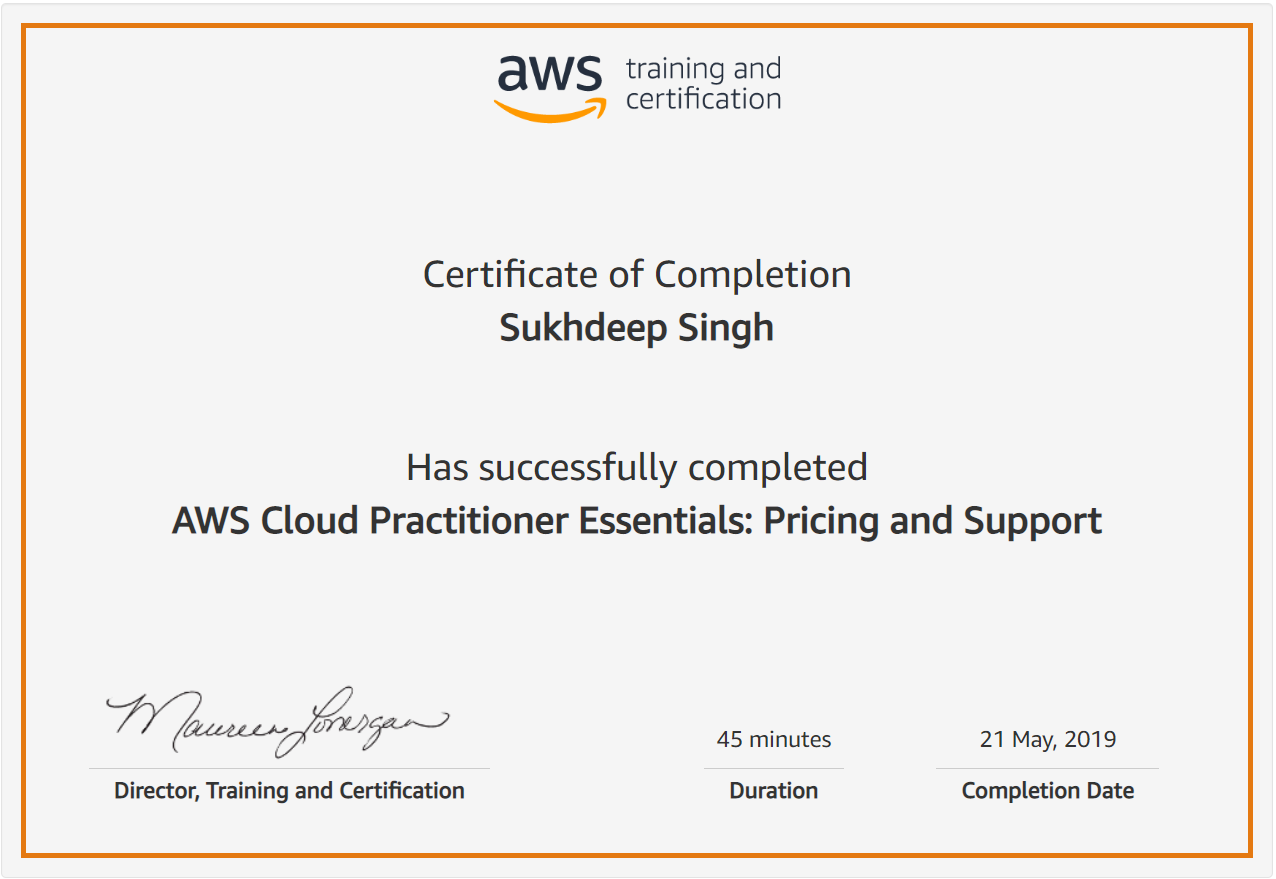 aws training and
certification
Certificate of Completion
Sukhdeep Singh
Has successfully completed
AWS Cloud Practitioner Essentials: Pricing and Support
Maureen Lonergan
45 minutes
21 May, 2019
Director, Training and Certification
Duration
Completion Date